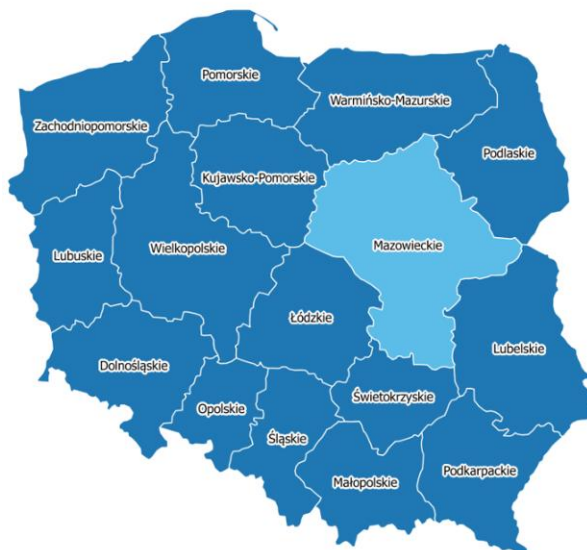 Pomorskie
Warmińsko-Mazurskie
Zachodniopomorskie
Podlaskie
Kujawsko-Pomorskie
Mazowieckie
Wielkopolskie
Lubuskie
Łódzkie
Lubelskie
Dolnośląskie
Świetokrzyskie
Opolskie
Śląskie
Podkarpackie
Małopolskie